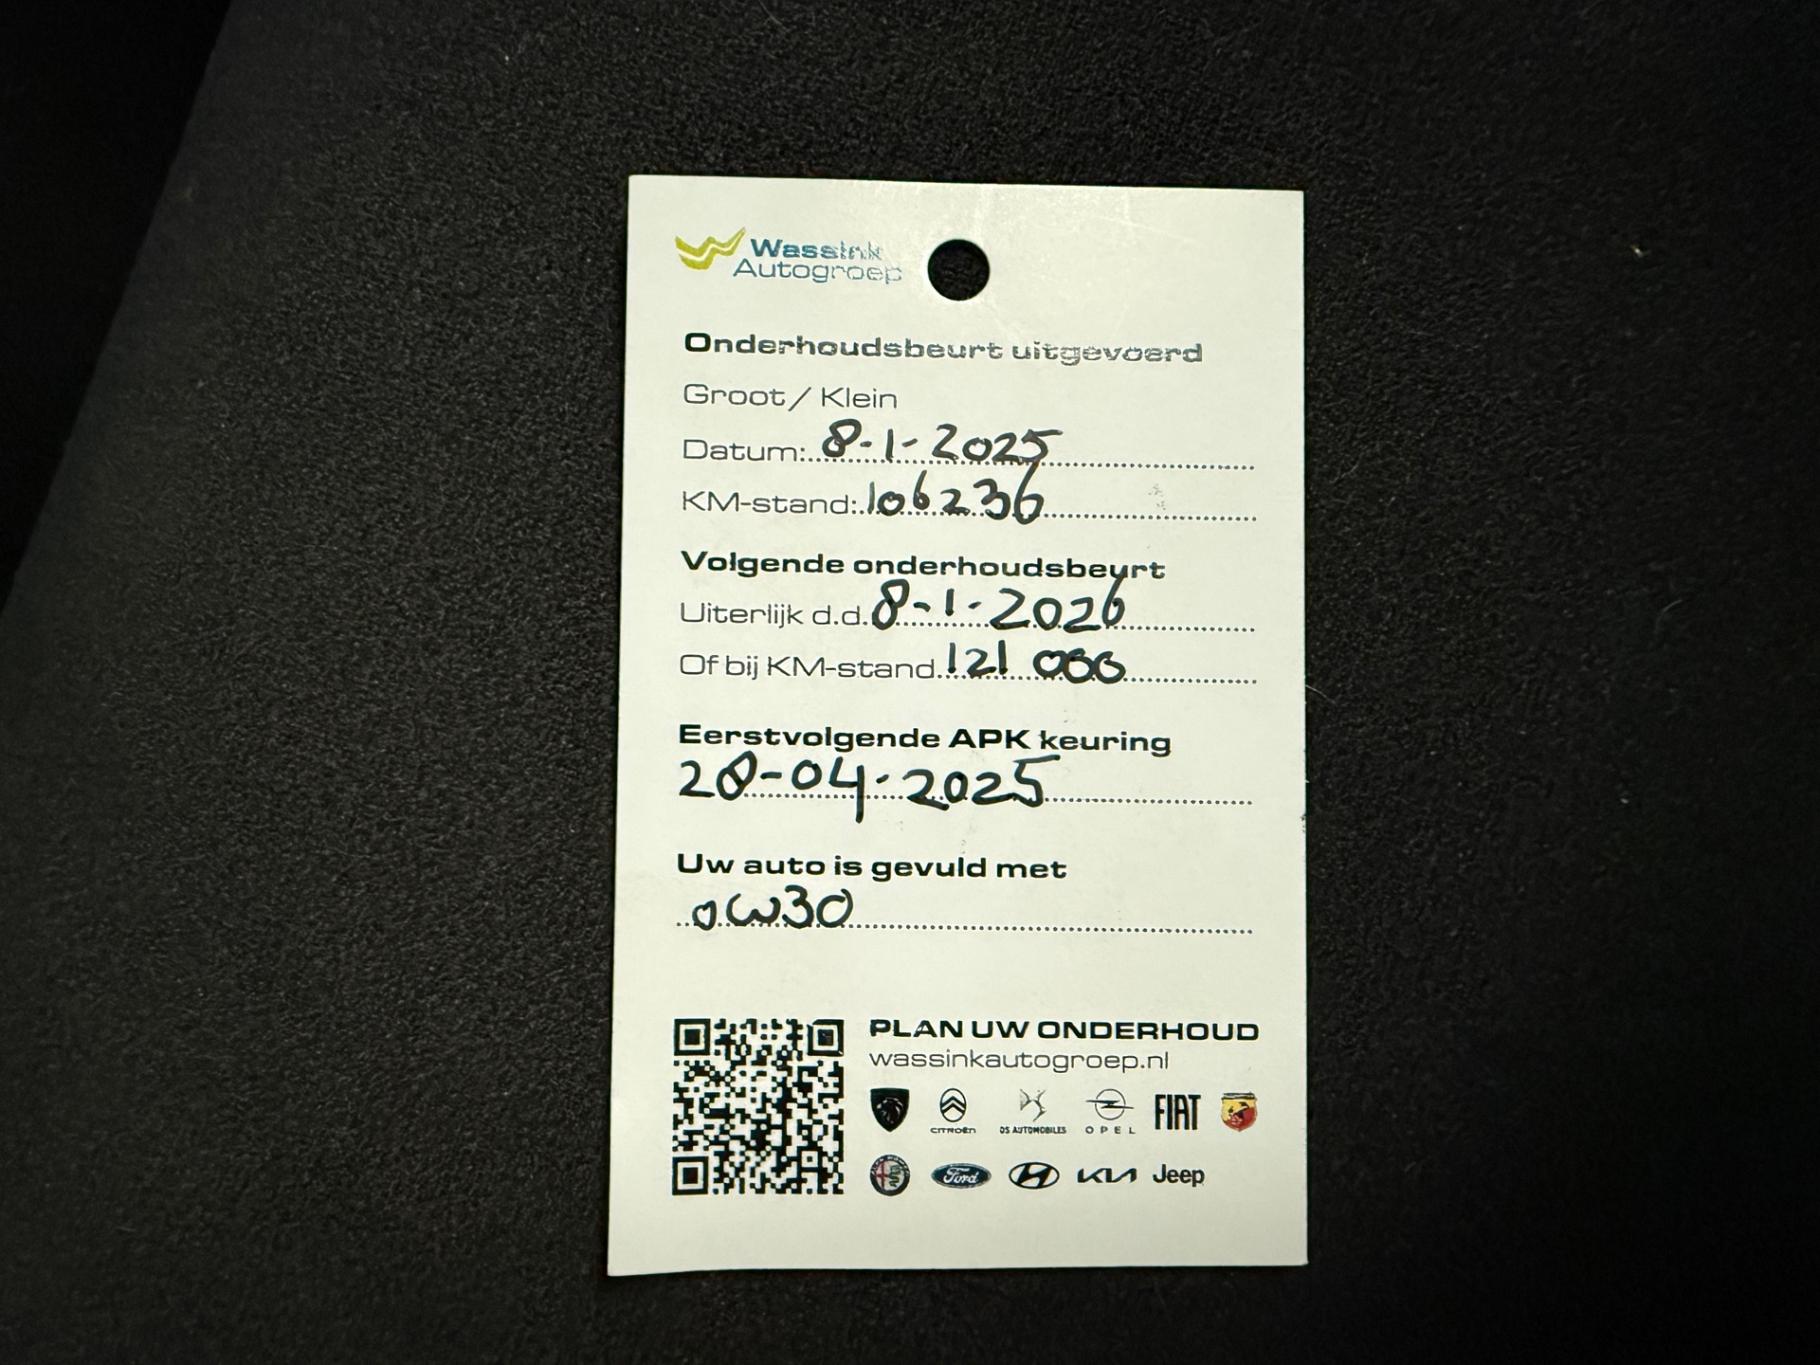 Wassink
Autogroep
Onderhoudsbeurt uitgevoerd
Groot / Klein
Datum: 8-1-2025
KM-stand: 106236
Volgende onderhoudsbeurt
Uiterlijk d.d. 8-1-2026
Of bij KM-stand 121 000
Eerstvolgende APK keuring
28-04-2025
Uw auto is gevuld met
0W30
PLAN UW ONDERHOUD
wassinkautogroep.nl
CITROËN DS AUTOMOBILES OPEL FIAT
Ford KIA Jeep